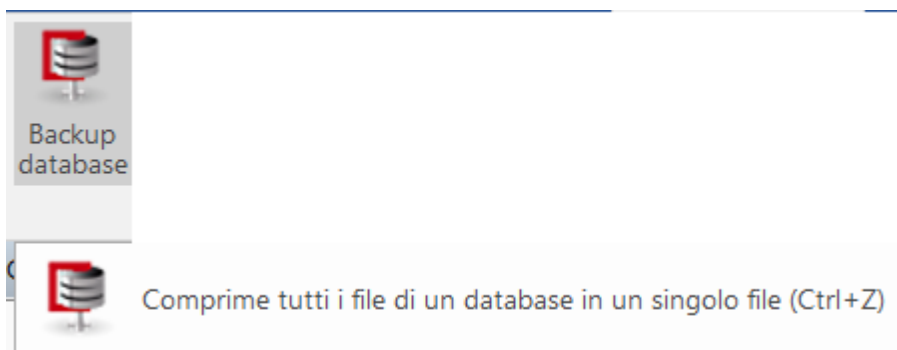 Backup
database
Comprime tutti i file di un database in un singolo file (Ctrl+Z)